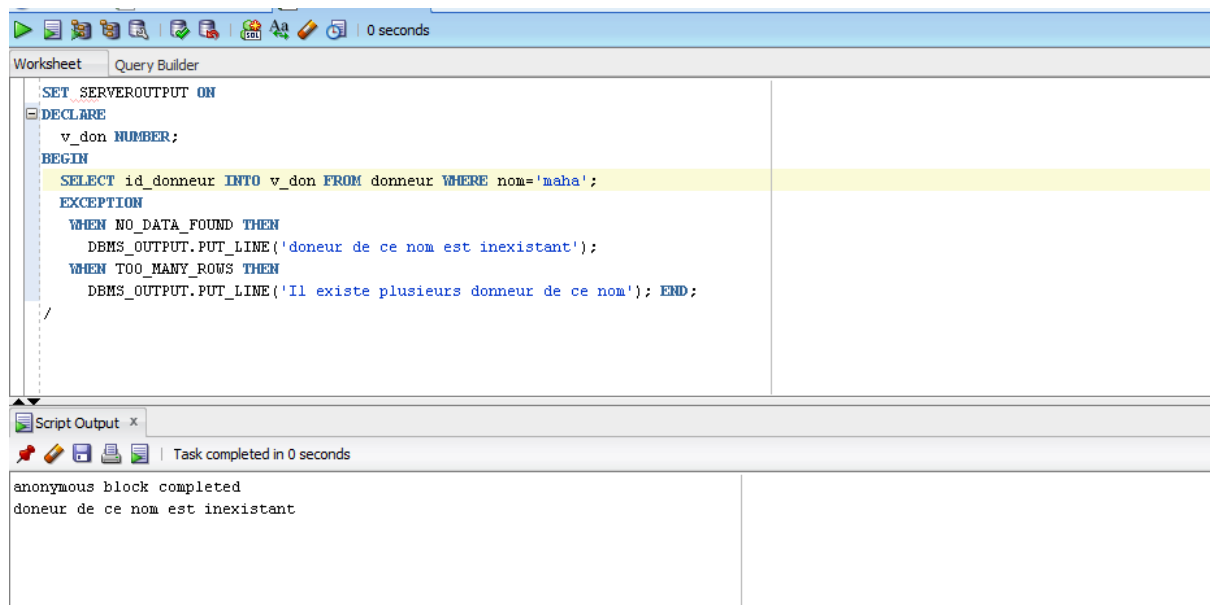 0 seconds
Worksheet Query Builder
SET SERVEROUTPUT ON
DECLARE
v_don NUMBER;
BEGIN
SELECT id_donneur INTO v_don FROM donneur WHERE nom='maha';
EXCEPTION
WHEN NO_DATA_FOUND THEN
DBMS_OUTPUT.PUT_LINE('doneur de ce nom est inexistant');
WHEN TOO_MANY_ROWS THEN
DBMS_OUTPUT.PUT_LINE('Il existe plusieurs donneur de ce nom'); END;
/
Script Output x
Task completed in 0 seconds
anonymous block completed
doneur de ce nom est inexistant